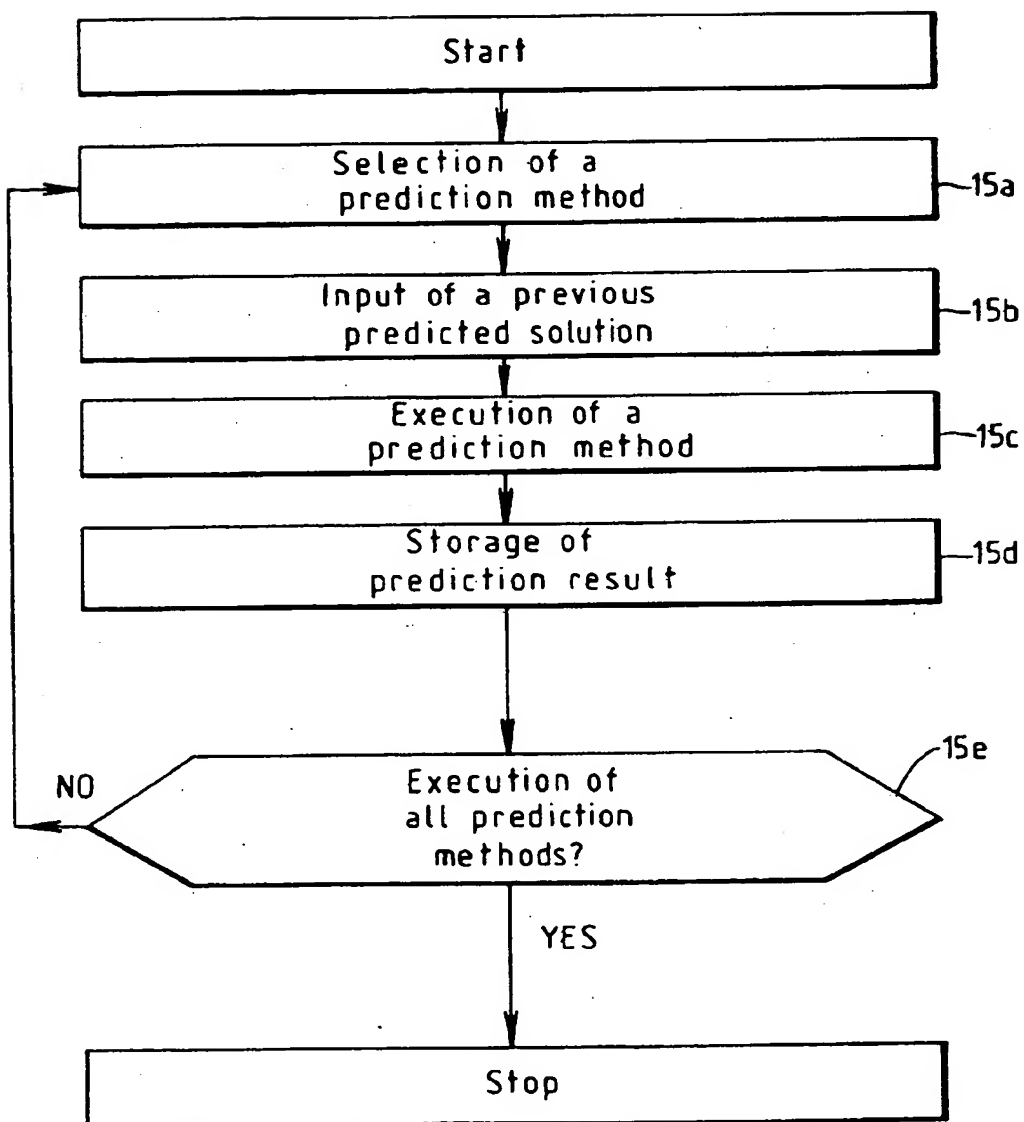 Start
Selection of a
prediction method
15a
Input of a previous
predicted solution
15b
Execution of a
prediction method
15c
Storage of
prediction result
15d
15e
NO
Execution of
all prediction
methods?
YES
Stop